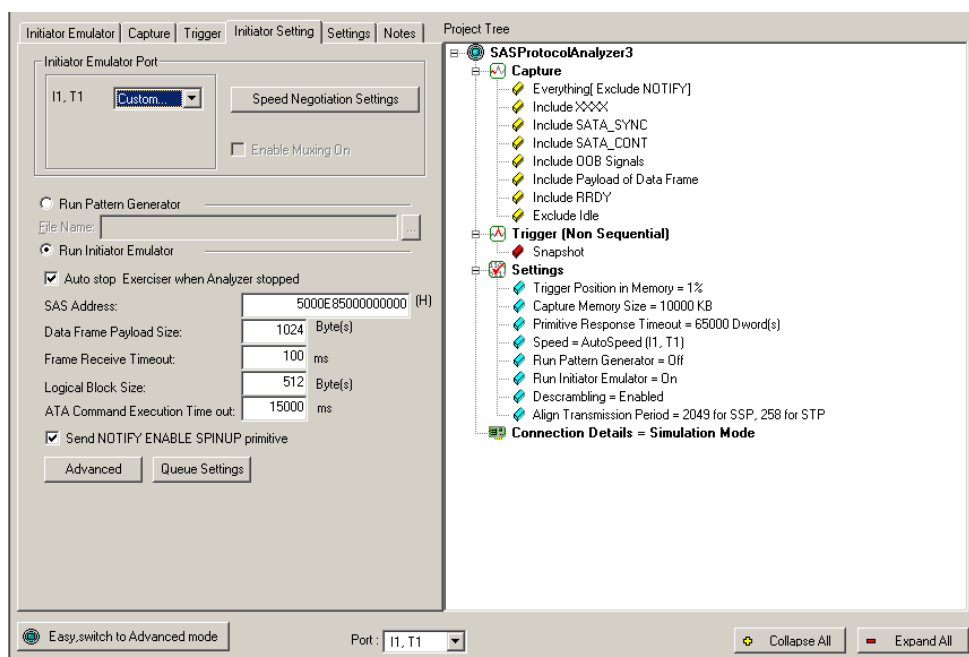 Initiator Emulator Capture Trigger Initiator Setting Settings Notes
Initiator Emulator Port
I1, T1 Custom...
Speed Negotiation Settings
Enable Muxing On
Run Pattern Generator
File Name: ...
Run Initiator Emulator
Auto stop Exerciser when Analyzer stopped
SAS Address: 5000E85000000000 (H)
Data Frame Payload Size: 1024 Byte(s)
Frame Receive Timeout: 100 ms
Logical Block Size: 512 Byte(s)
ATA Command Execution Time out: 15000 ms
Send NOTIFY ENABLE SPINUP primitive
Advanced Queue Settings
Project Tree
SASProtocolAnalyzer3
Capture
Everything[ Exclude NOTIFY]
Include XXXX
Include SATA_SYNC
Include SATA_CONT
Include OOB Signals
Include Payload of Data Frame
Include RRDY
Exclude Idle
Trigger (Non Sequential)
Snapshot
Settings
Trigger Position in Memory = 1%
Capture Memory Size = 10000 KB
Primitive Response Timeout = 65000 Dword(s)
Speed = AutoSpeed (I1, T1)
Run Pattern Generator = Off
Run Initiator Emulator = On
Descrambling = Enabled
Align Transmission Period = 2049 for SSP, 258 for STP
Connection Details = Simulation Mode
Easy,switch to Advanced mode
Port : I1, T1
Collapse All Expand All